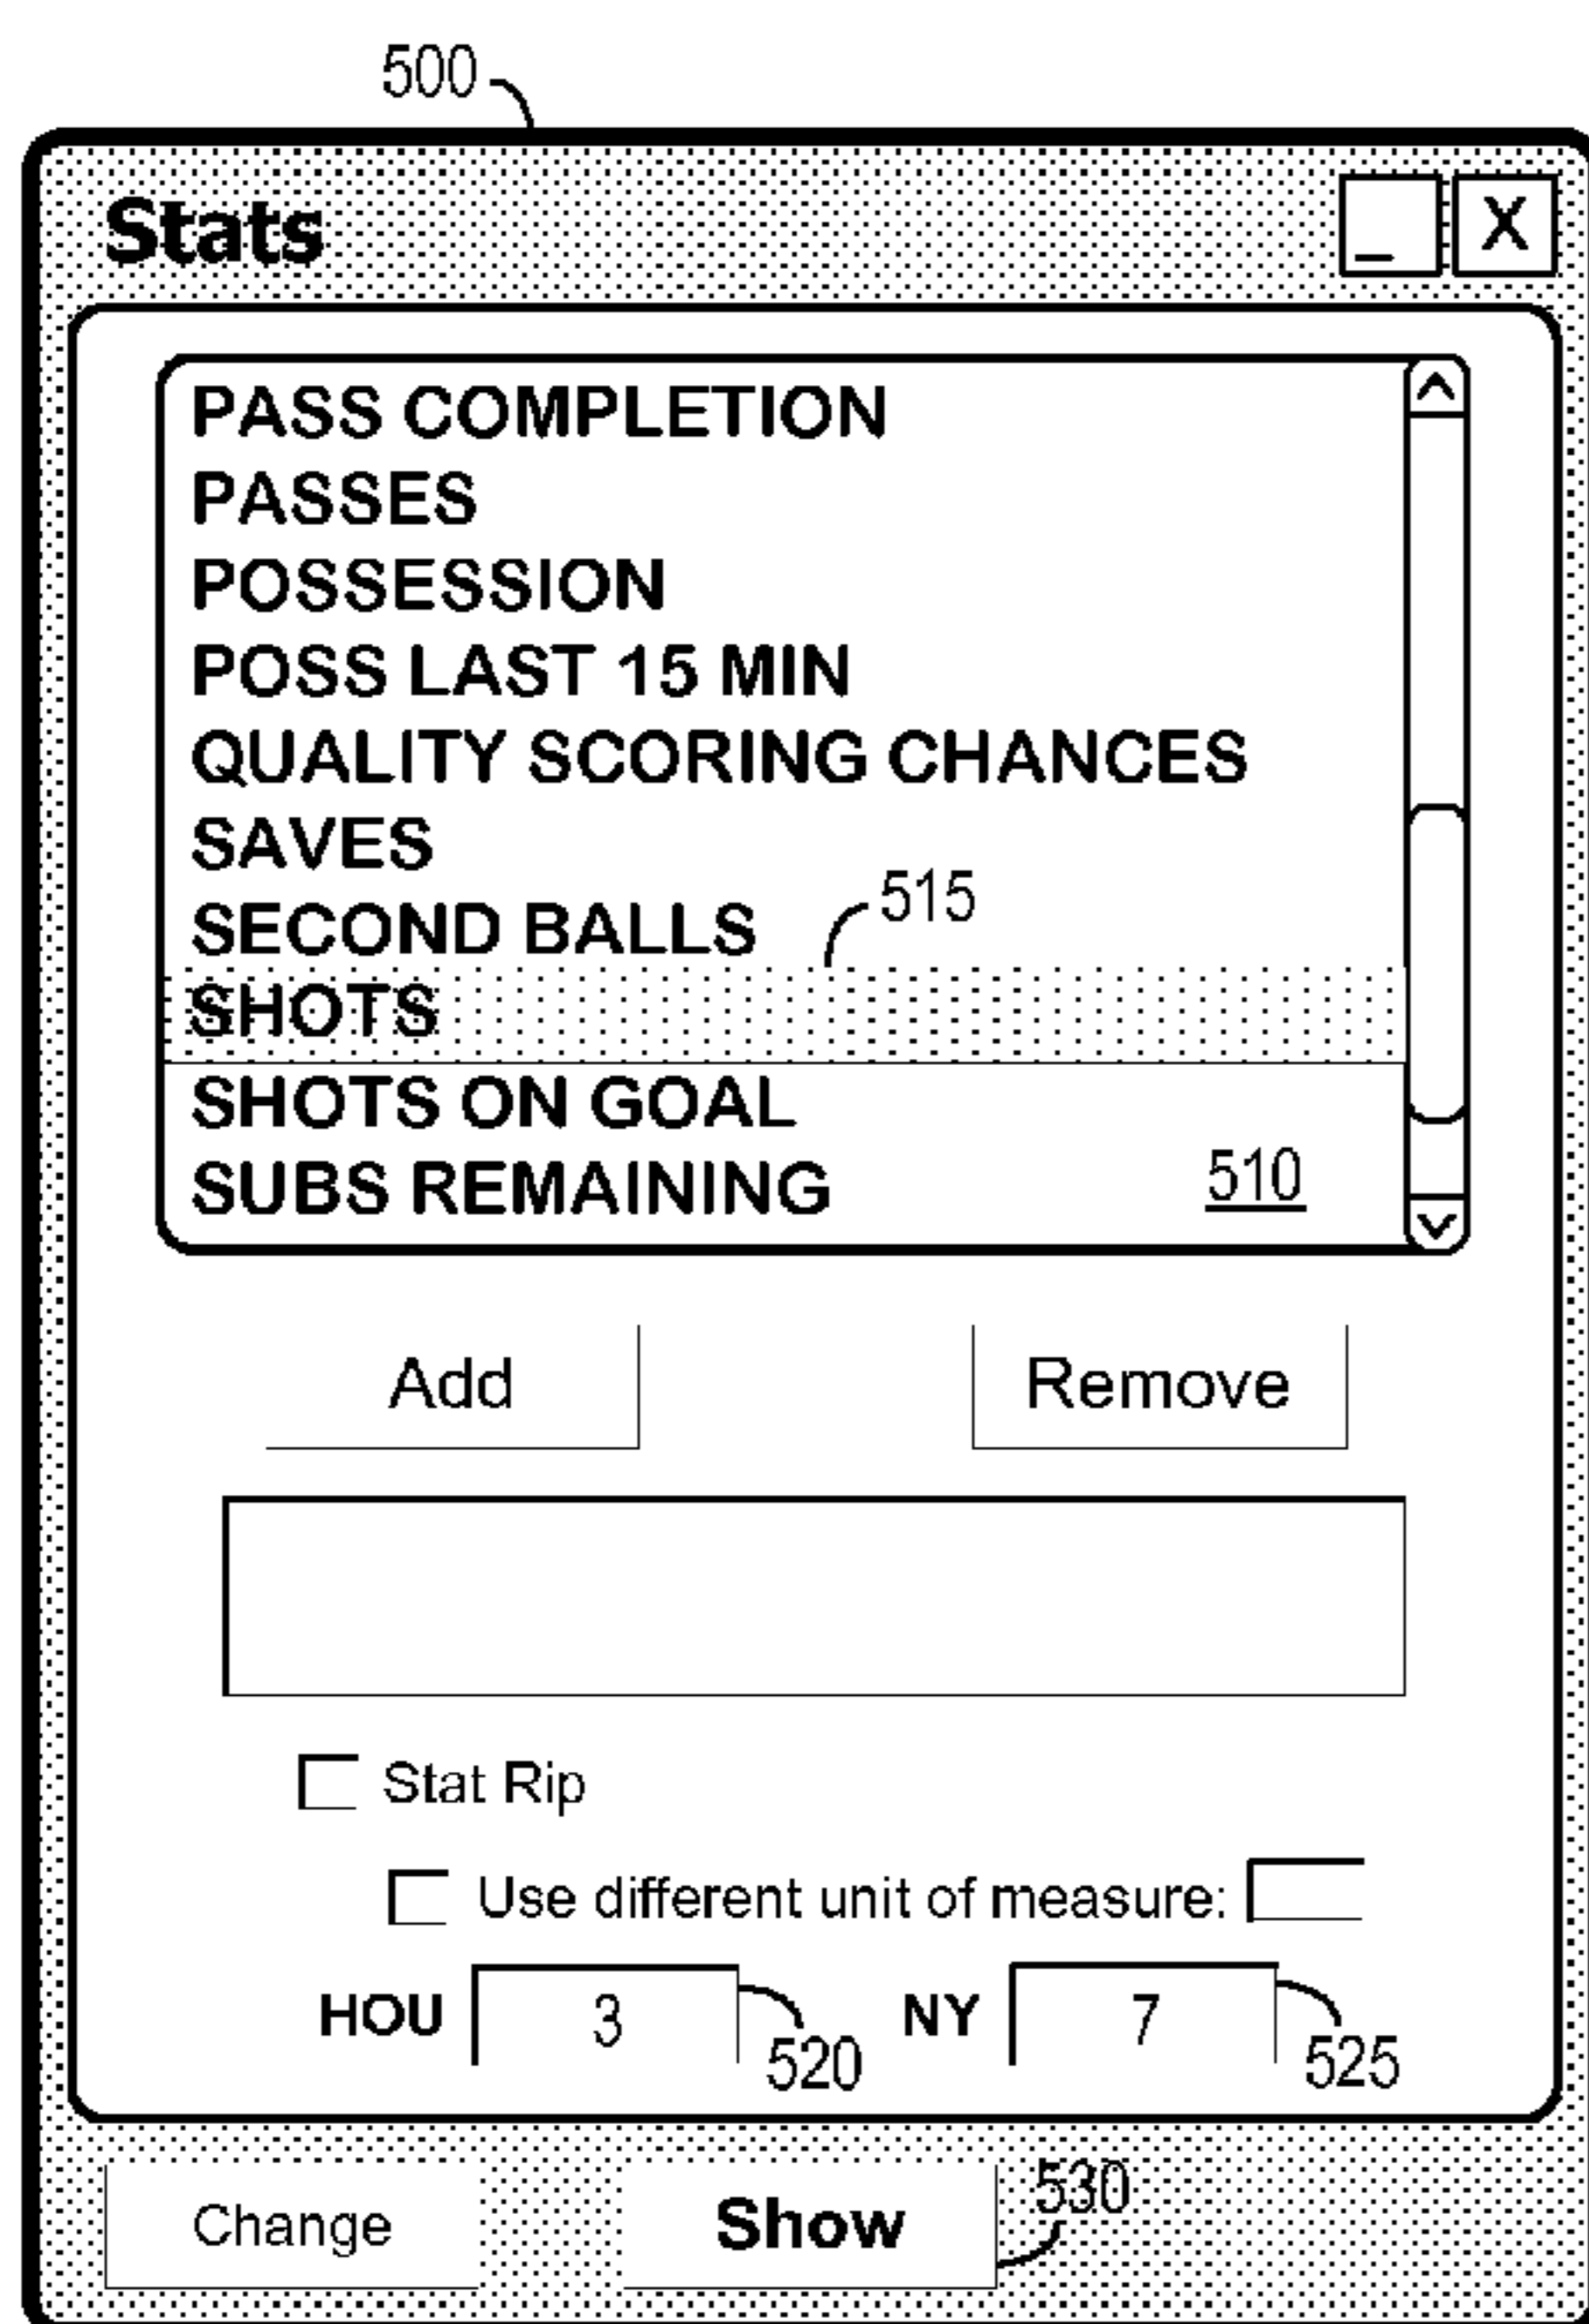 500
Stats _ X
PASS COMPLETION
PASSES
POSSESSION
POSS LAST 15 MIN
QUALITY SCORING CHANCES
SAVES
515
SECOND BALLS
SHOTS
SHOTS ON GOAL
SUBS REMAINING 510
Add Remove
Stat Rip
Use different unit of measure:
HOU 3 520 NY 7 525
530
Change Show